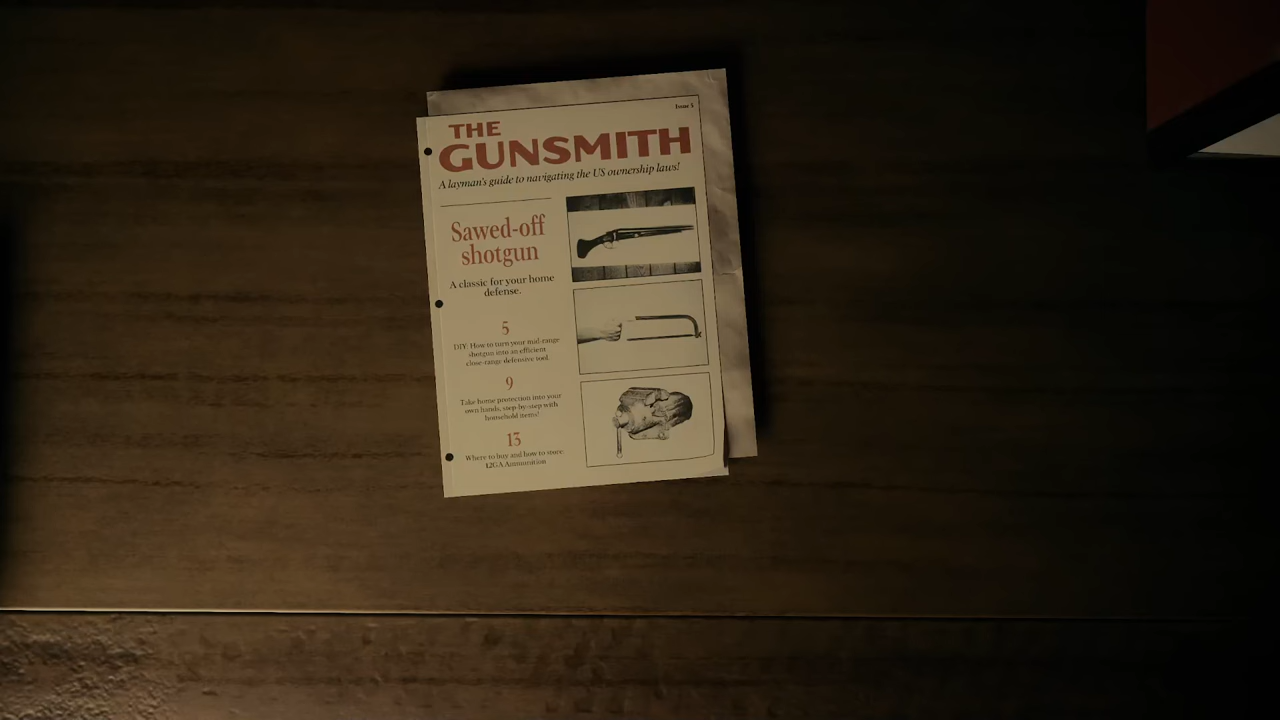 Issue 5
THE
GUNSMITH
A layman's guide to navigating the US ownership laws!
Sawed-off
shotgun
A classic for your home
defense.
5
DIY: How to turn your mid-range
shotgun into an efficient
close-range defensive tool.
9
Take home protection into your
own hands, step-by-step with
household items!
13
Where to buy and how to store:
12GA Ammunition